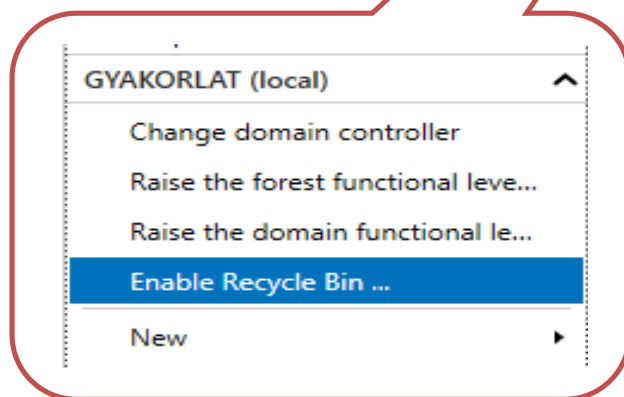 GYAKORLAT (local)
Change domain controller
Raise the forest functional leve...
Raise the domain functional le...
Enable Recycle Bin ...
New